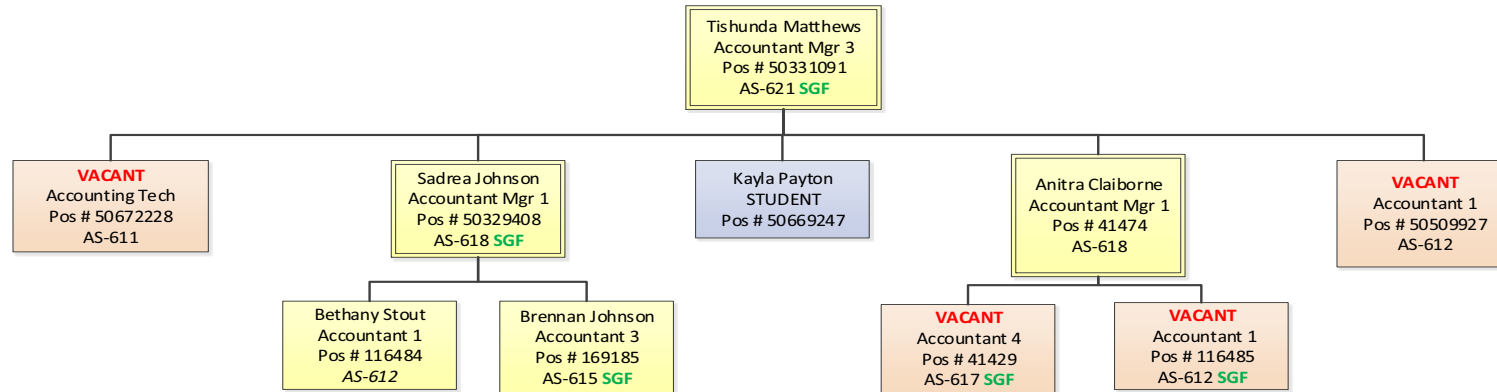 Tishunda Matthews
Accountant Mgr 3
Pos # 50331091
AS-621 SGF
VACANT
Accounting Tech
Pos # 50672228
AS-611
Sadrea Johnson
Accountant Mgr 1
Pos # 50329408
AS-618 SGF
Kayla Payton
STUDENT
Pos # 50669247
Anitra Claiborne
Accountant Mgr 1
Pos # 41474
AS-618
VACANT
Accountant 1
Pos # 50509927
AS-612
Bethany Stout
Accountant 1
Pos # 116484
AS-612
Brennan Johnson
Accountant 3
Pos # 169185
AS-615 SGF
VACANT
Accountant 4
Pos # 41429
AS-617 SGF
VACANT
Accountant 1
Pos # 116485
AS-612 SGF